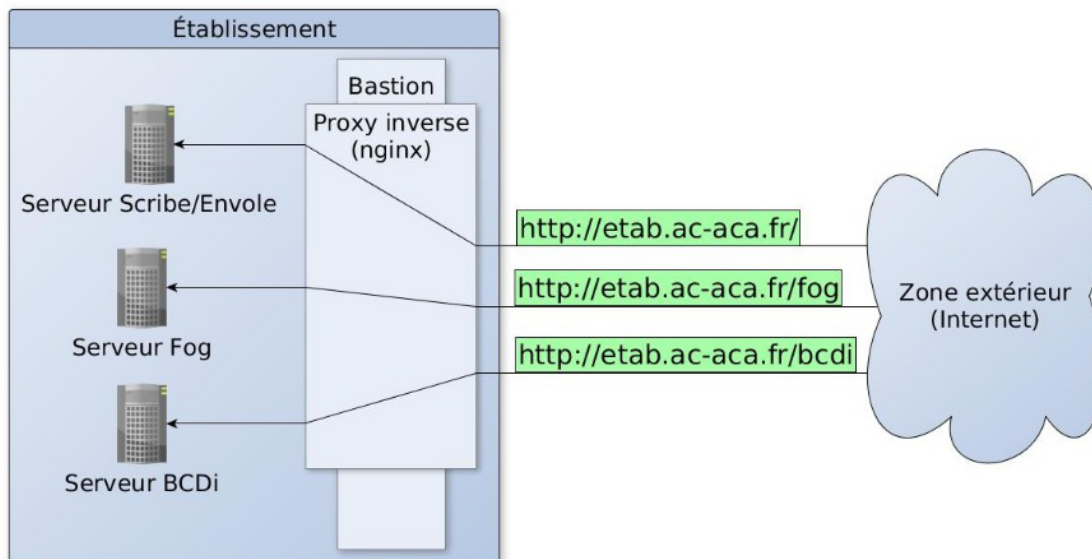 Établissement
Bastion
Proxy inverse
(nginx)
Serveur Scribe/Envole
Serveur Fog
Serveur BCDi
http://etab.ac-aca.fr/
http://etab.ac-aca.fr/fog
http://etab.ac-aca.fr/bcdi
Zone extérieur
(Internet)